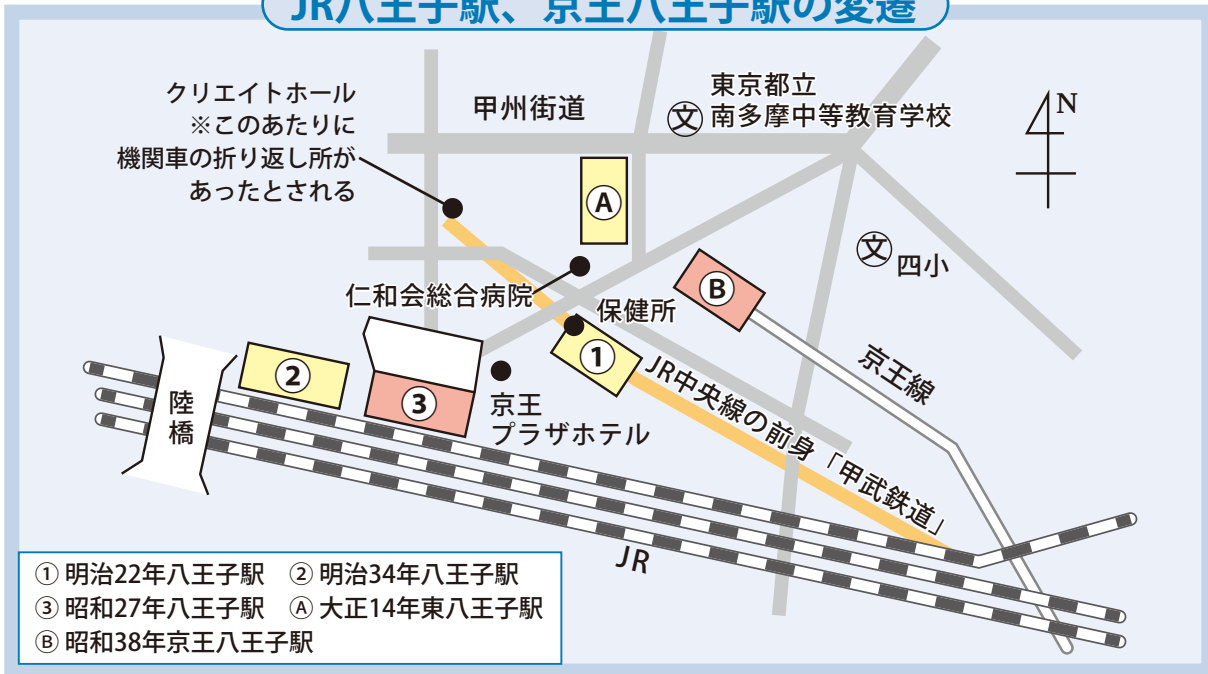 JR八王子駅、京王八王子駅の変遷
クリエイトホール
※このあたりに
機関車の折り返し所が
あったとされる
甲州街道
東京都立
文 南多摩中等教育学校
N
A
文 四小
仁和会総合病院
保健所
B
1
2
3
京王
プラザホテル
陸橋
京王線
JR中央線の前身「甲武鉄道」
JR
① 明治22年八王子駅 ② 明治34年八王子駅
③ 昭和27年八王子駅 Ⓐ 大正14年東八王子駅
Ⓑ 昭和38年京王八王子駅